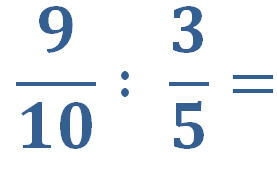 9/10 : 3/5 =